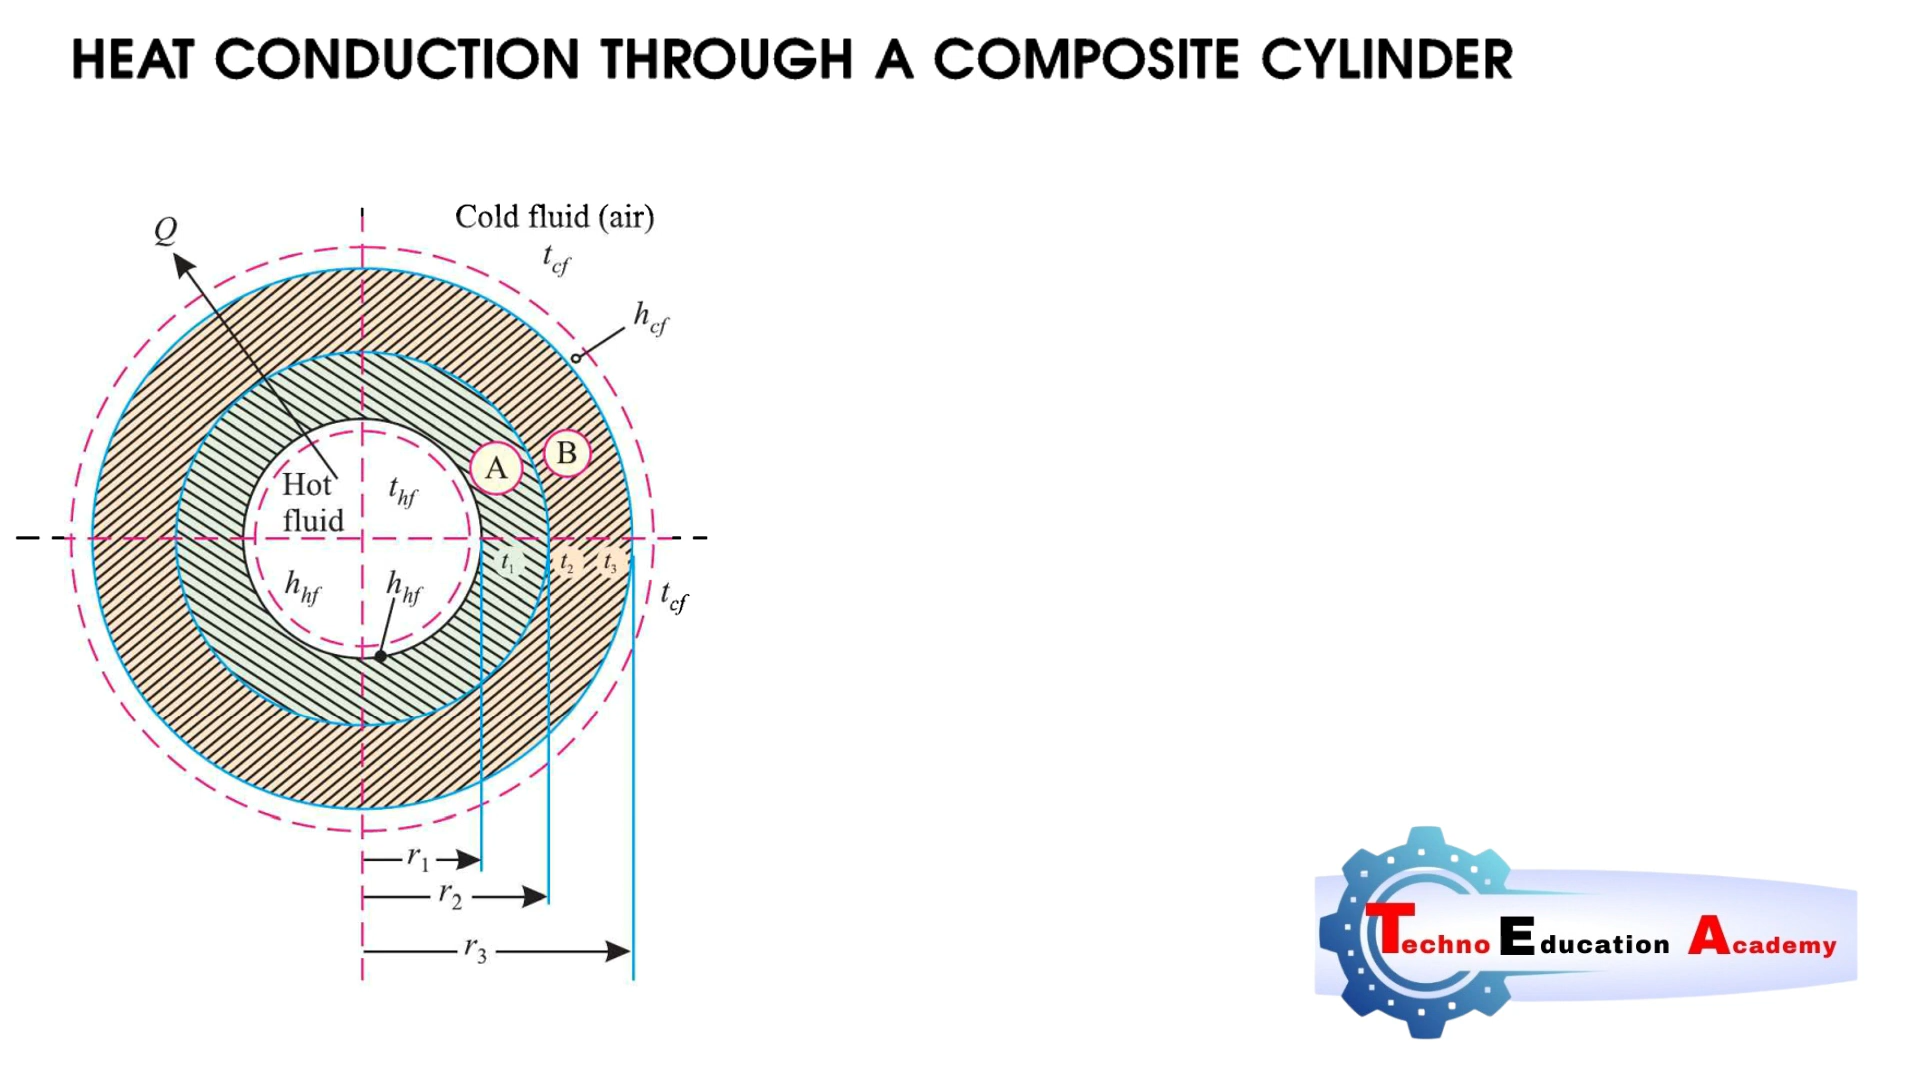 HEAT CONDUCTION THROUGH A COMPOSITE CYLINDER
Q
Cold fluid (air)
t_cf
h_cf
A
B
Hot
fluid
t_hf
t_1
t_2
t_3
h_hf
h_hf
t_cf
r_1
r_2
r_3
Techno Education Academy